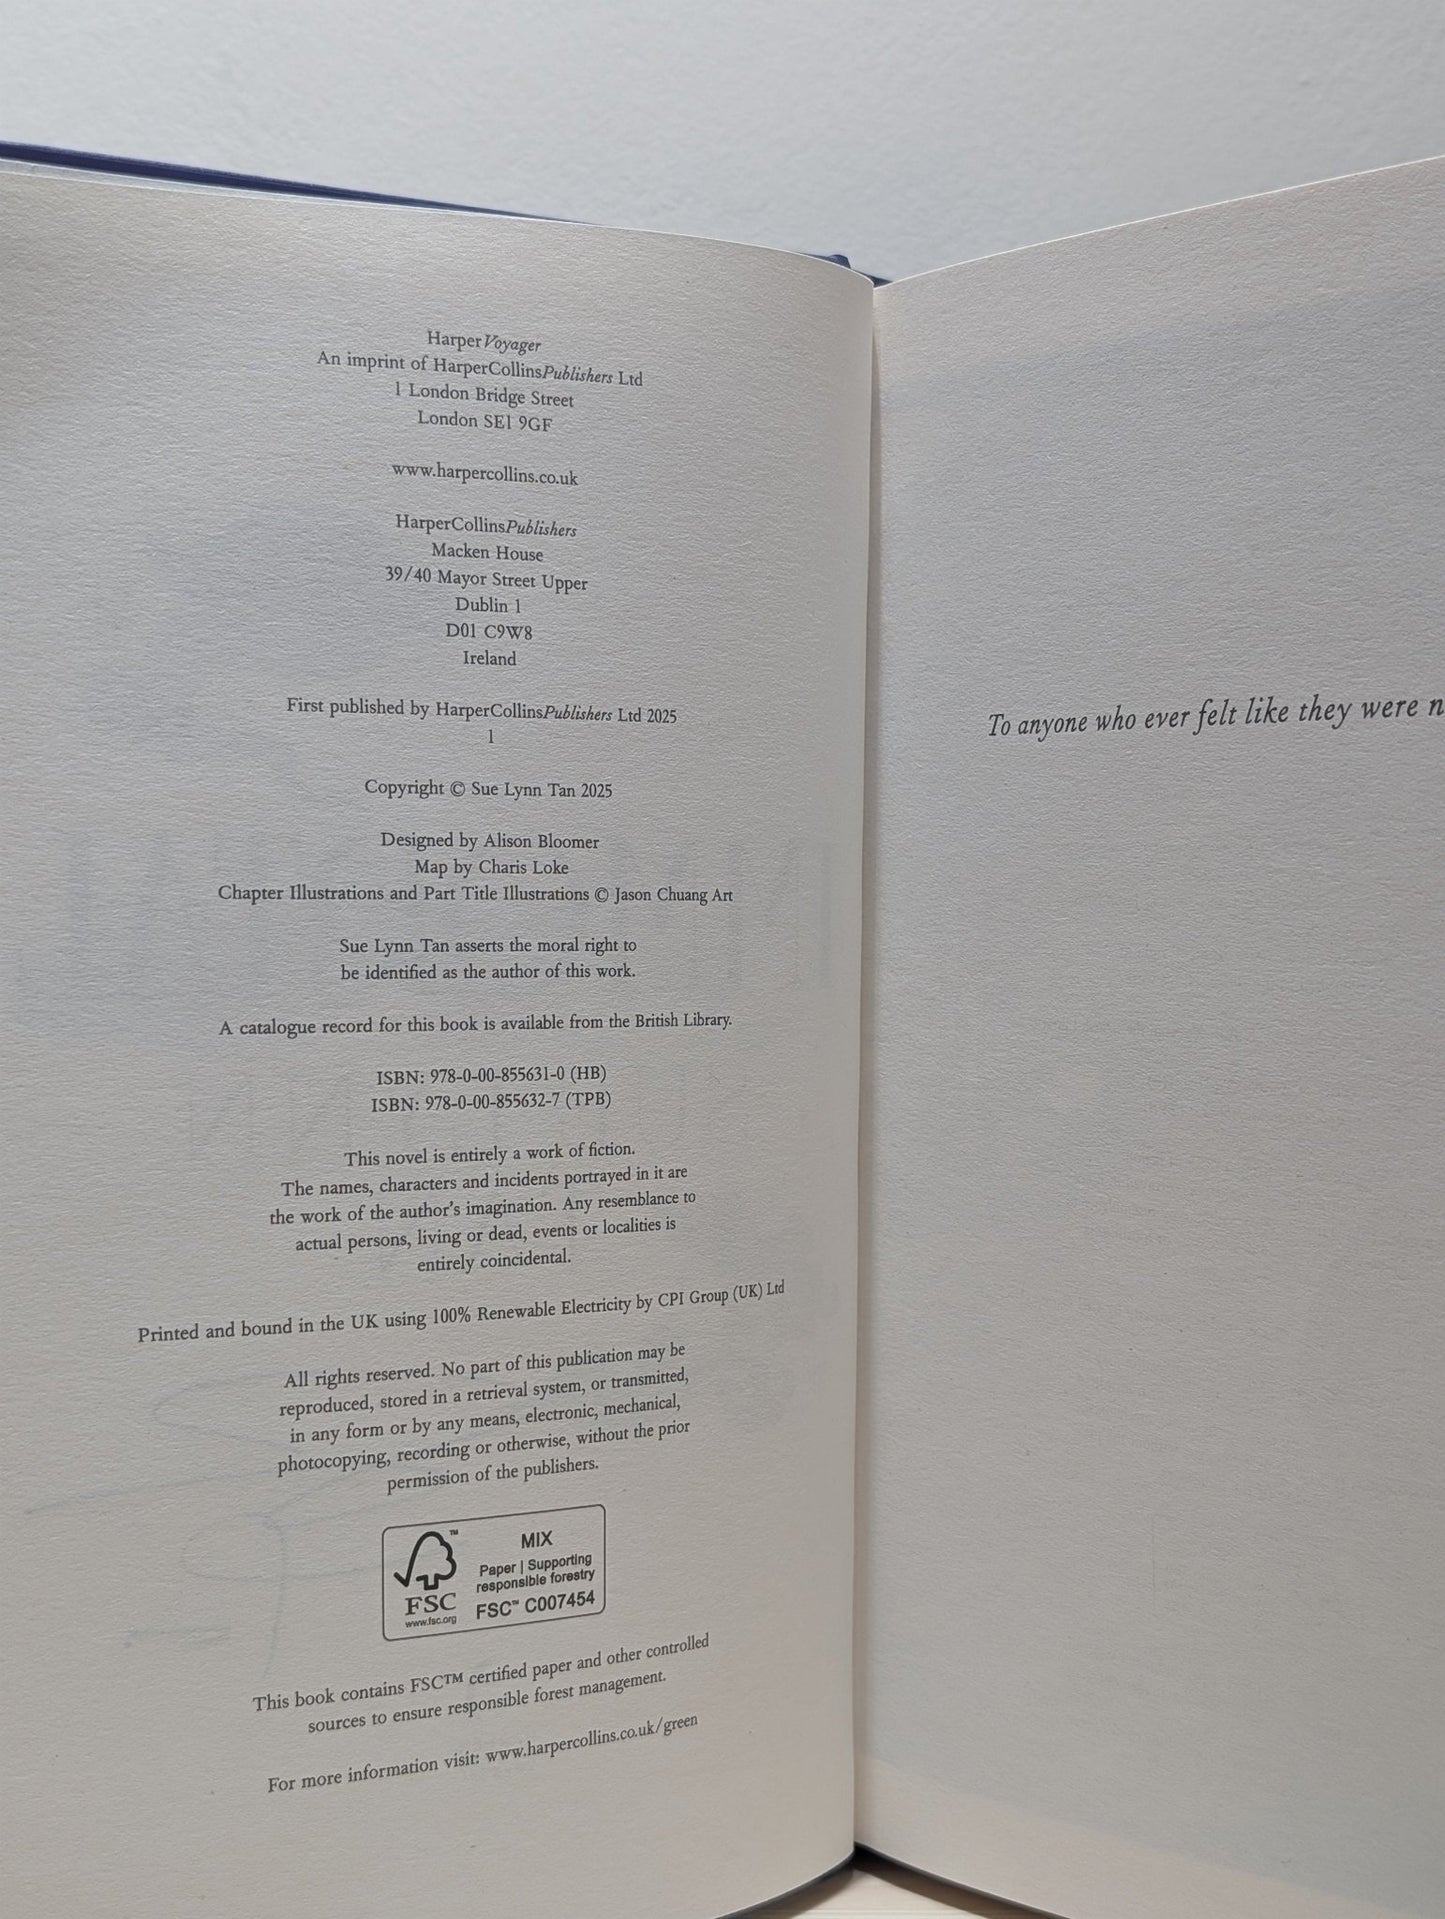 HarperVoyager
An imprint of HarperCollinsPublishers Ltd
1 London Bridge Street
London SE1 9GF
www.harpercollins.co.uk
HarperCollinsPublishers
Macken House
39/40 Mayor Street Upper
Dublin 1
D01 C9W8
Ireland
First published by HarperCollinsPublishers Ltd 2025
1
Copyright © Sue Lynn Tan 2025
Designed by Alison Bloomer
Map by Charis Loke
Chapter Illustrations and Part Title Illustrations © Jason Chuang Art
Sue Lynn Tan asserts the moral right to
be identified as the author of this work.
A catalogue record for this book is available from the British Library.
ISBN: 978-0-00-855631-0 (HB)
ISBN: 978-0-00-855632-7 (TPB)
This novel is entirely a work of fiction.
The names, characters and incidents portrayed in it are
the work of the author's imagination. Any resemblance to
actual persons, living or dead, events or localities is
entirely coincidental.
Printed and bound in the UK using 100% Renewable Electricity by CPI Group (UK) Ltd
All rights reserved. No part of this publication may be
reproduced, stored in a retrieval system, or transmitted,
in any form or by any means, electronic, mechanical,
photocopying, recording or otherwise, without the prior
permission of the publishers.
FSC
www.fsc.org
MIX
Paper | Supporting
responsible forestry
FSC™ C007454
This book contains FSC™ certified paper and other controlled
sources to ensure responsible forest management.
For more information visit: www.harpercollins.co.uk/green
To anyone who ever felt like they were